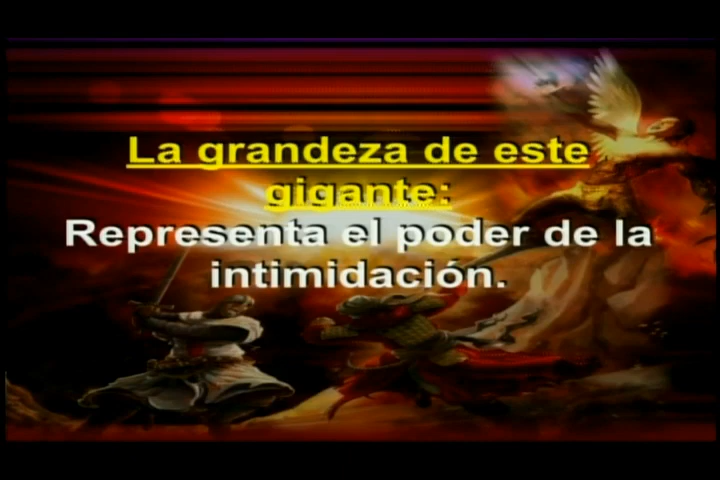 La grandeza de este
gigante:
Representa el poder de la
intimidación.